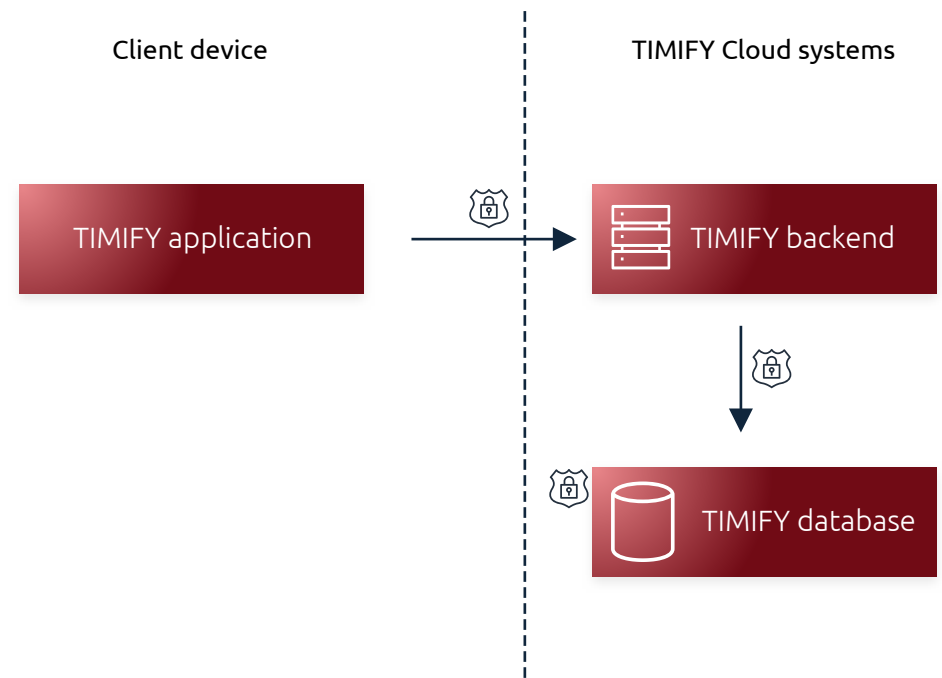 Client device
TIMIFY Cloud systems
TIMIFY application
TIMIFY backend
TIMIFY database